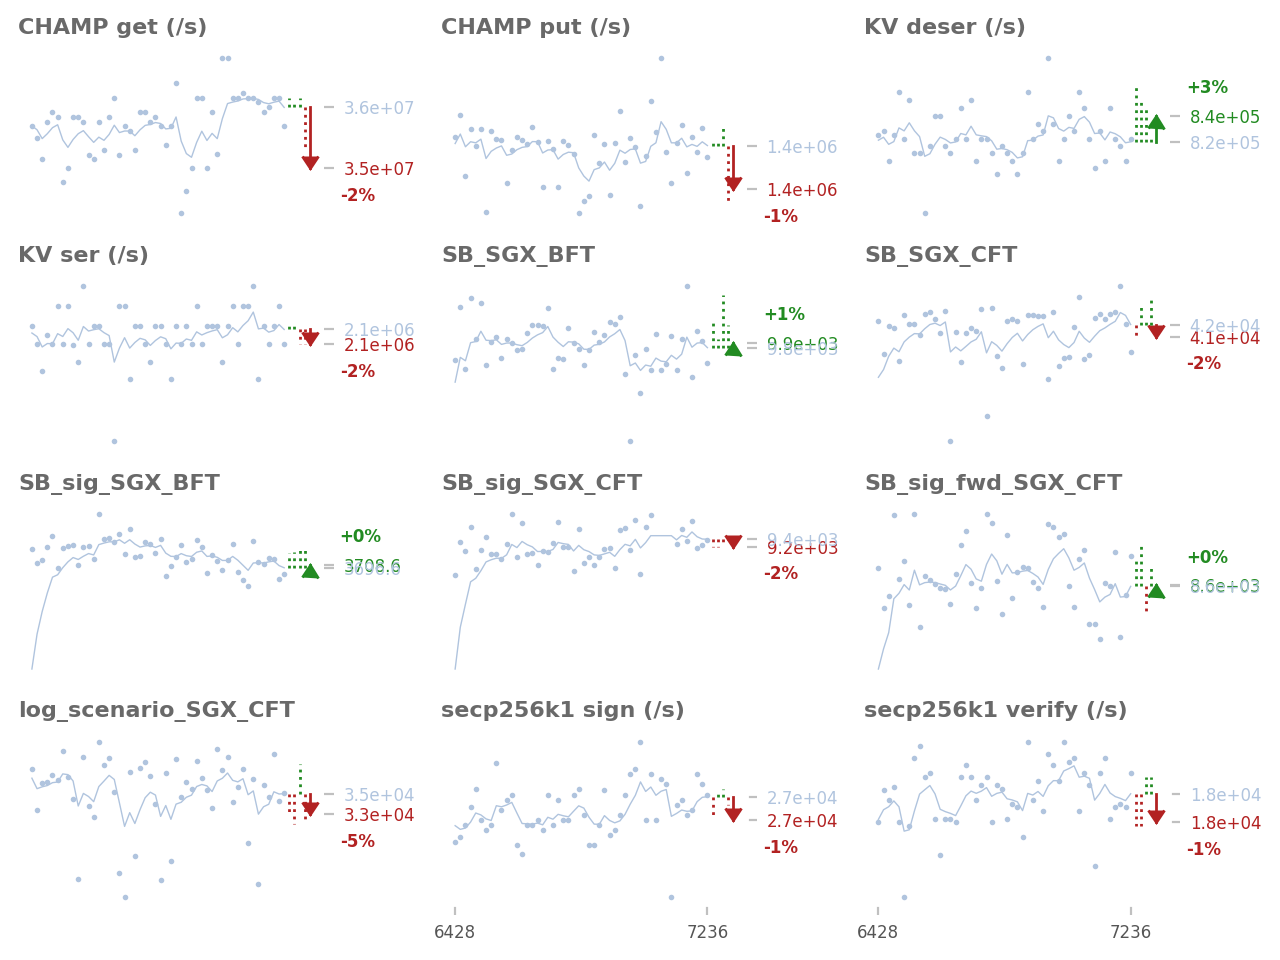 CHAMP get (/s)
3.6e+07
3.5e+07
-2%
CHAMP put (/s)
1.4e+06
1.4e+06
-1%
KV deser (/s)
+3%
8.4e+05
8.2e+05
KV ser (/s)
2.1e+06
2.1e+06
-2%
SB_SGX_BFT
+1%
9.9e+03
9.8e+03
SB_SGX_CFT
4.2e+04
4.1e+04
-2%
SB_sig_SGX_BFT
+0%
3708.6
SB_sig_SGX_CFT
9.4e+03
9.2e+03
-2%
SB_sig_fwd_SGX_CFT
+0%
8.6e+03
log_scenario_SGX_CFT
3.5e+04
3.3e+04
-5%
secp256k1 sign (/s)
2.7e+04
2.7e+04
-1%
secp256k1 verify (/s)
1.8e+04
1.8e+04
-1%
6428
7236
6428
7236